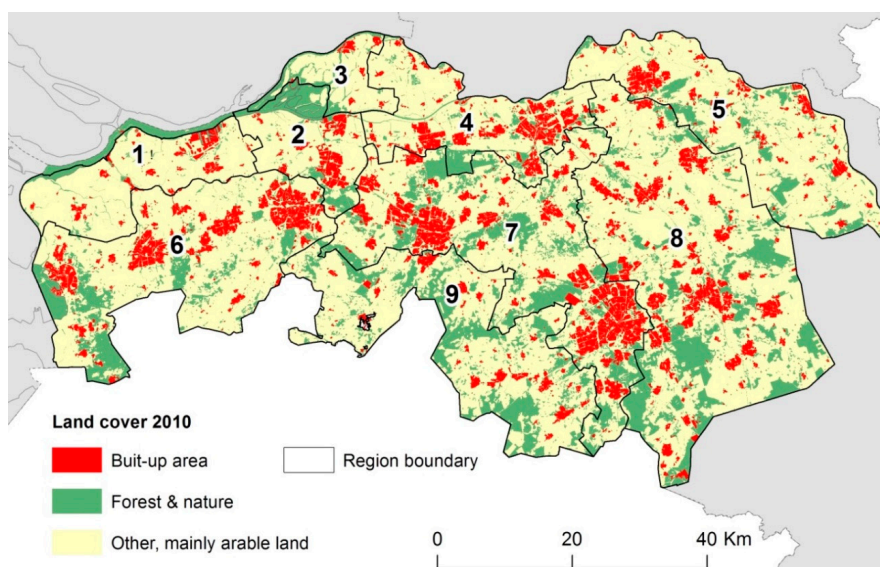 3
5
4
2
1
6
7
8
9
Land cover 2010
Buit-up area
Region boundary
Forest & nature
Other, mainly arable land
0 20 40 Km